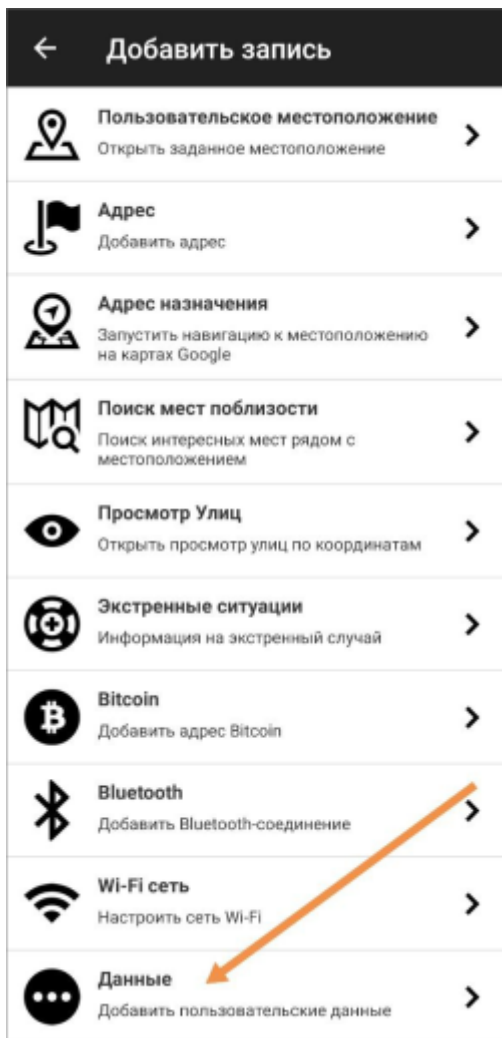 Добавить запись
Пользовательское местоположение
Открыть заданное местоположение
Адрес
Добавить адрес
Адрес назначения
Запустить навигацию к местоположению
на картах Google
Поиск мест поблизости
Поиск интересных мест рядом с
местоположением
Просмотр Улиц
Открыть просмотр улиц по координатам
Экстренные ситуации
Информация на экстренный случай
Bitcoin
Добавить адрес Bitcoin
Bluetooth
Добавить Bluetooth-соединение
Wi-Fi сеть
Настроить сеть Wi-Fi
Данные
Добавить пользовательские данные